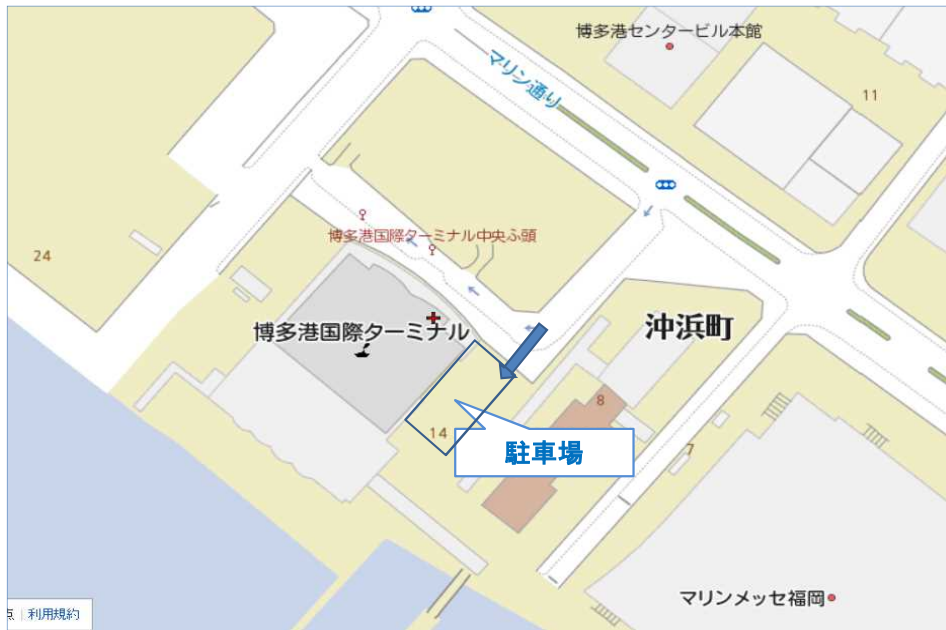 博多港センタービル本館
マリン通り
11
博多港国際ターミナル中央ふ頭
24
博多港国際ターミナル
沖浜町
8
14
駐車場
7
マリンメッセ福岡
点 利用規約